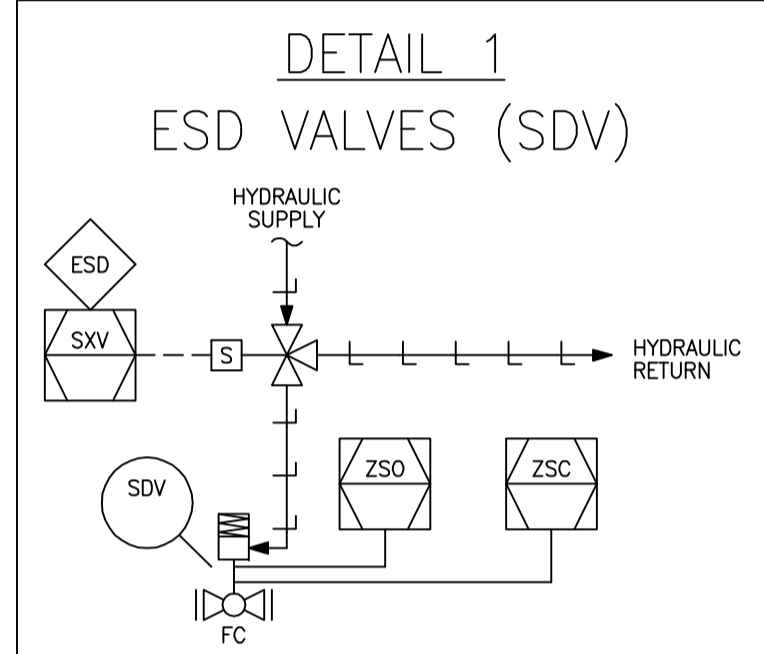 DETAIL 1
ESD VALVES (SDV)
HYDRAULIC
SUPPLY
ESD
SXV
S
HYDRAULIC
RETURN
SDV
ZSO
ZSC
FC